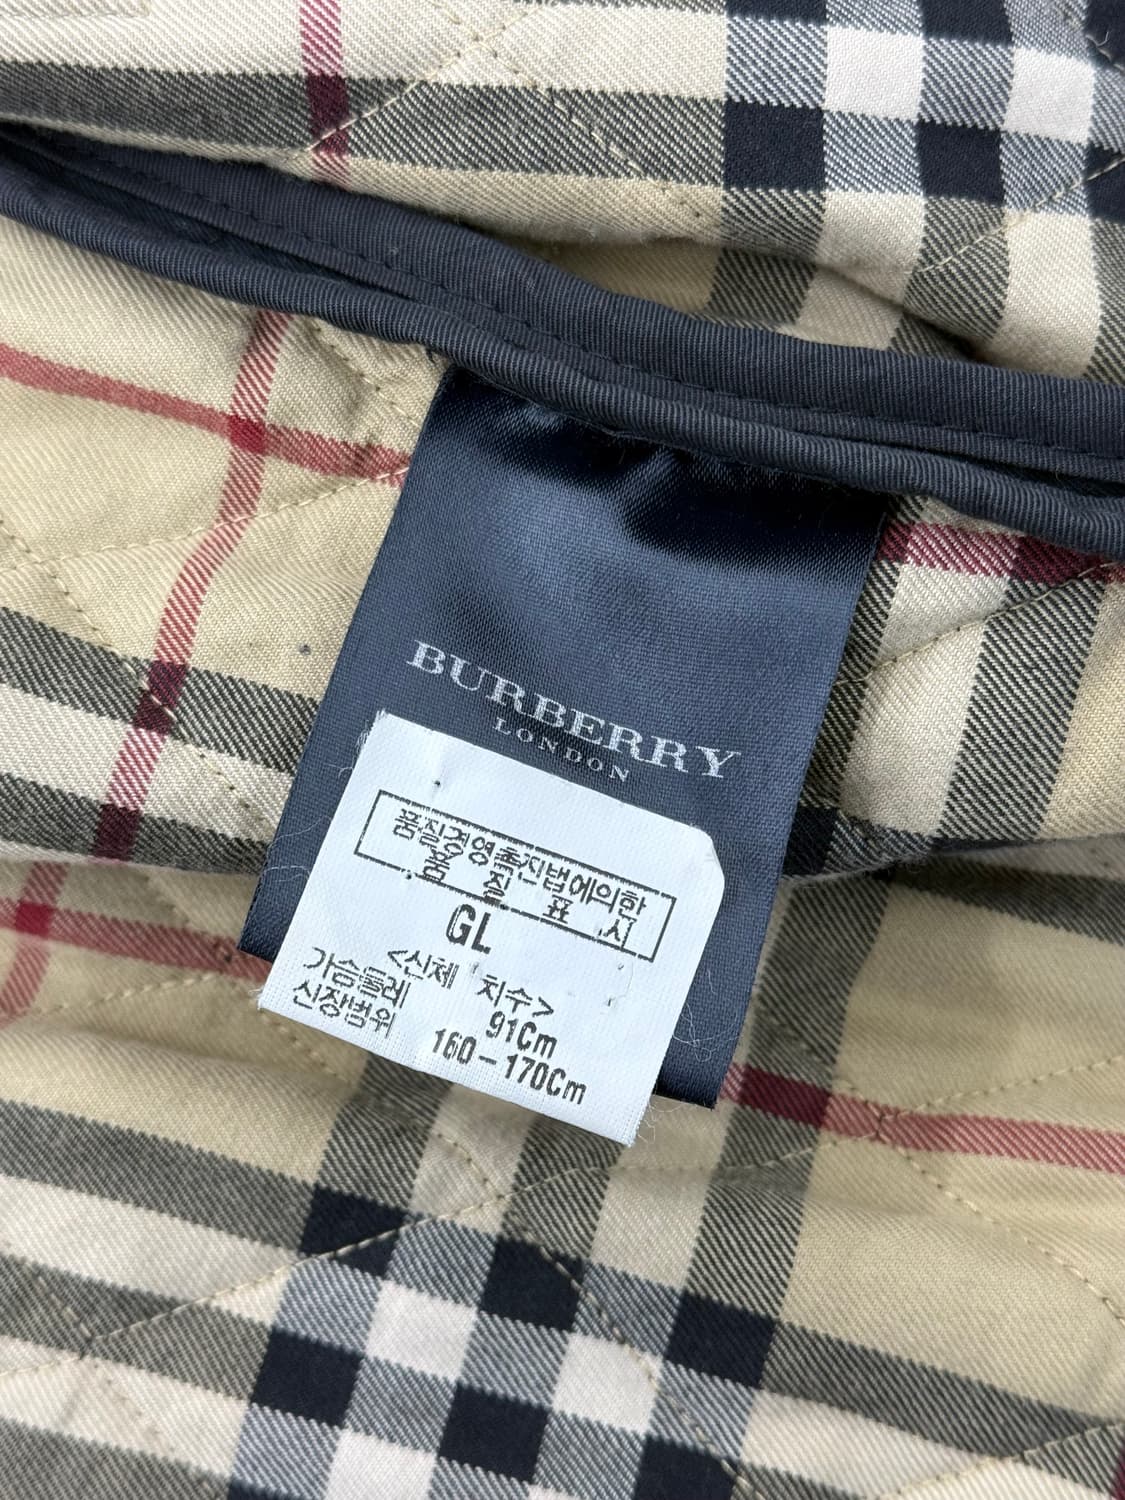 BURBERRY
LONDON
품질경영촉진법에의한
품 질 표 시
GL
<신체 치수>
가슴둘레 91Cm
신장범위 160-170Cm